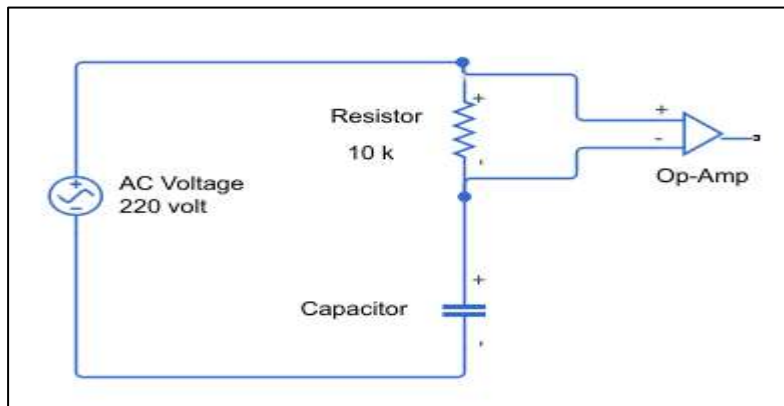 +
Resistor
10 k
-
+
-
Op-Amp
+
-
AC Voltage
220 volt
+
Capacitor
-